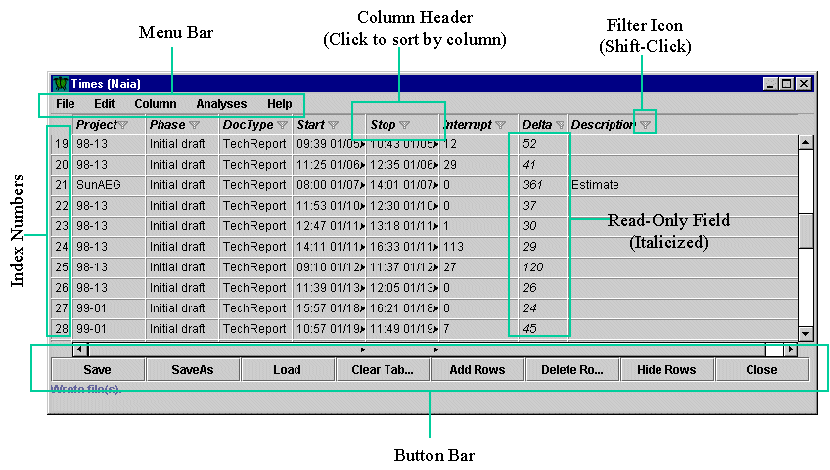 Menu Bar
Column Header
(Click to sort by column)
Filter Icon
(Shift-Click)
Times (Naia)
File Edit Column Analyses Help
Project Phase DocType Start Stop Interrupt Delta Description
19 98-13 Initial draft TechReport 09:39 01/05 10:43 01/05 12 52
20 98-13 Initial draft TechReport 11:25 01/06 12:35 01/06 29 41
21 SunAEG Initial draft TechReport 08:00 01/07 14:01 01/07 0 361 Estimate
22 98-13 Initial draft TechReport 11:53 01/10 12:30 01/10 0 37
23 98-13 Initial draft TechReport 12:47 01/11 13:18 01/11 1 30
24 98-13 Initial draft TechReport 14:11 01/11 16:33 01/11 113 29
25 98-13 Initial draft TechReport 09:10 01/12 11:37 01/12 27 120
26 98-13 Initial draft TechReport 11:39 01/13 12:05 01/13 0 26
27 99-01 Initial draft TechReport 15:57 01/18 16:21 01/18 0 24
28 99-01 Initial draft TechReport 10:57 01/19 11:49 01/19 7 45
Index Numbers
Read-Only Field
(Italicized)
Save SaveAs Load Clear Tab... Add Rows Delete Ro... Hide Rows Close
Wrote file(s).
Button Bar